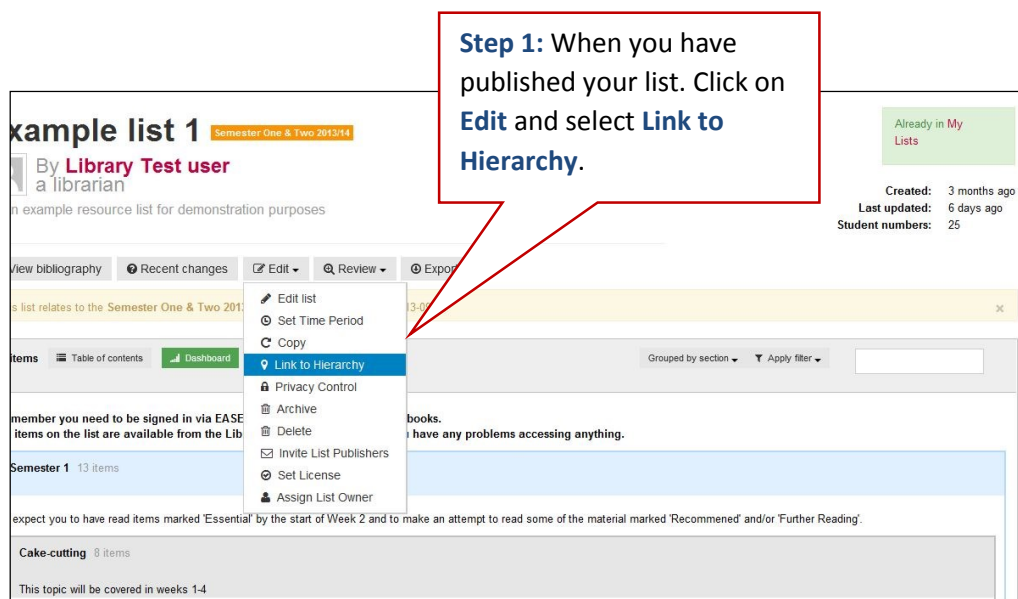 Step 1: When you have
published your list. Click on
Edit and select Link to
Hierarchy.
xample list 1 Semester One & Two 2013/14
By Library Test user
a librarian
n example resource list for demonstration purposes
Already in My
Lists
Created: 3 months ago
Last updated: 6 days ago
Student numbers: 25
View bibliography Recent changes Edit Review Export
s list relates to the Semester One & Two 201 13-0
×
items Table of contents Dashboard
Grouped by section Apply filter
Edit list
Set Time Period
Copy
Link to Hierarchy
Privacy Control
Archive
Delete
Invite List Publishers
Set License
Assign List Owner
member you need to be signed in via EASE books.
items on the list are available from the Lib have any problems accessing anything.
Semester 1 13 items
expect you to have read items marked 'Essential' by the start of Week 2 and to make an attempt to read some of the material marked 'Recommened' and/or 'Further Reading'.
Cake-cutting 8 items
This topic will be covered in weeks 1-4